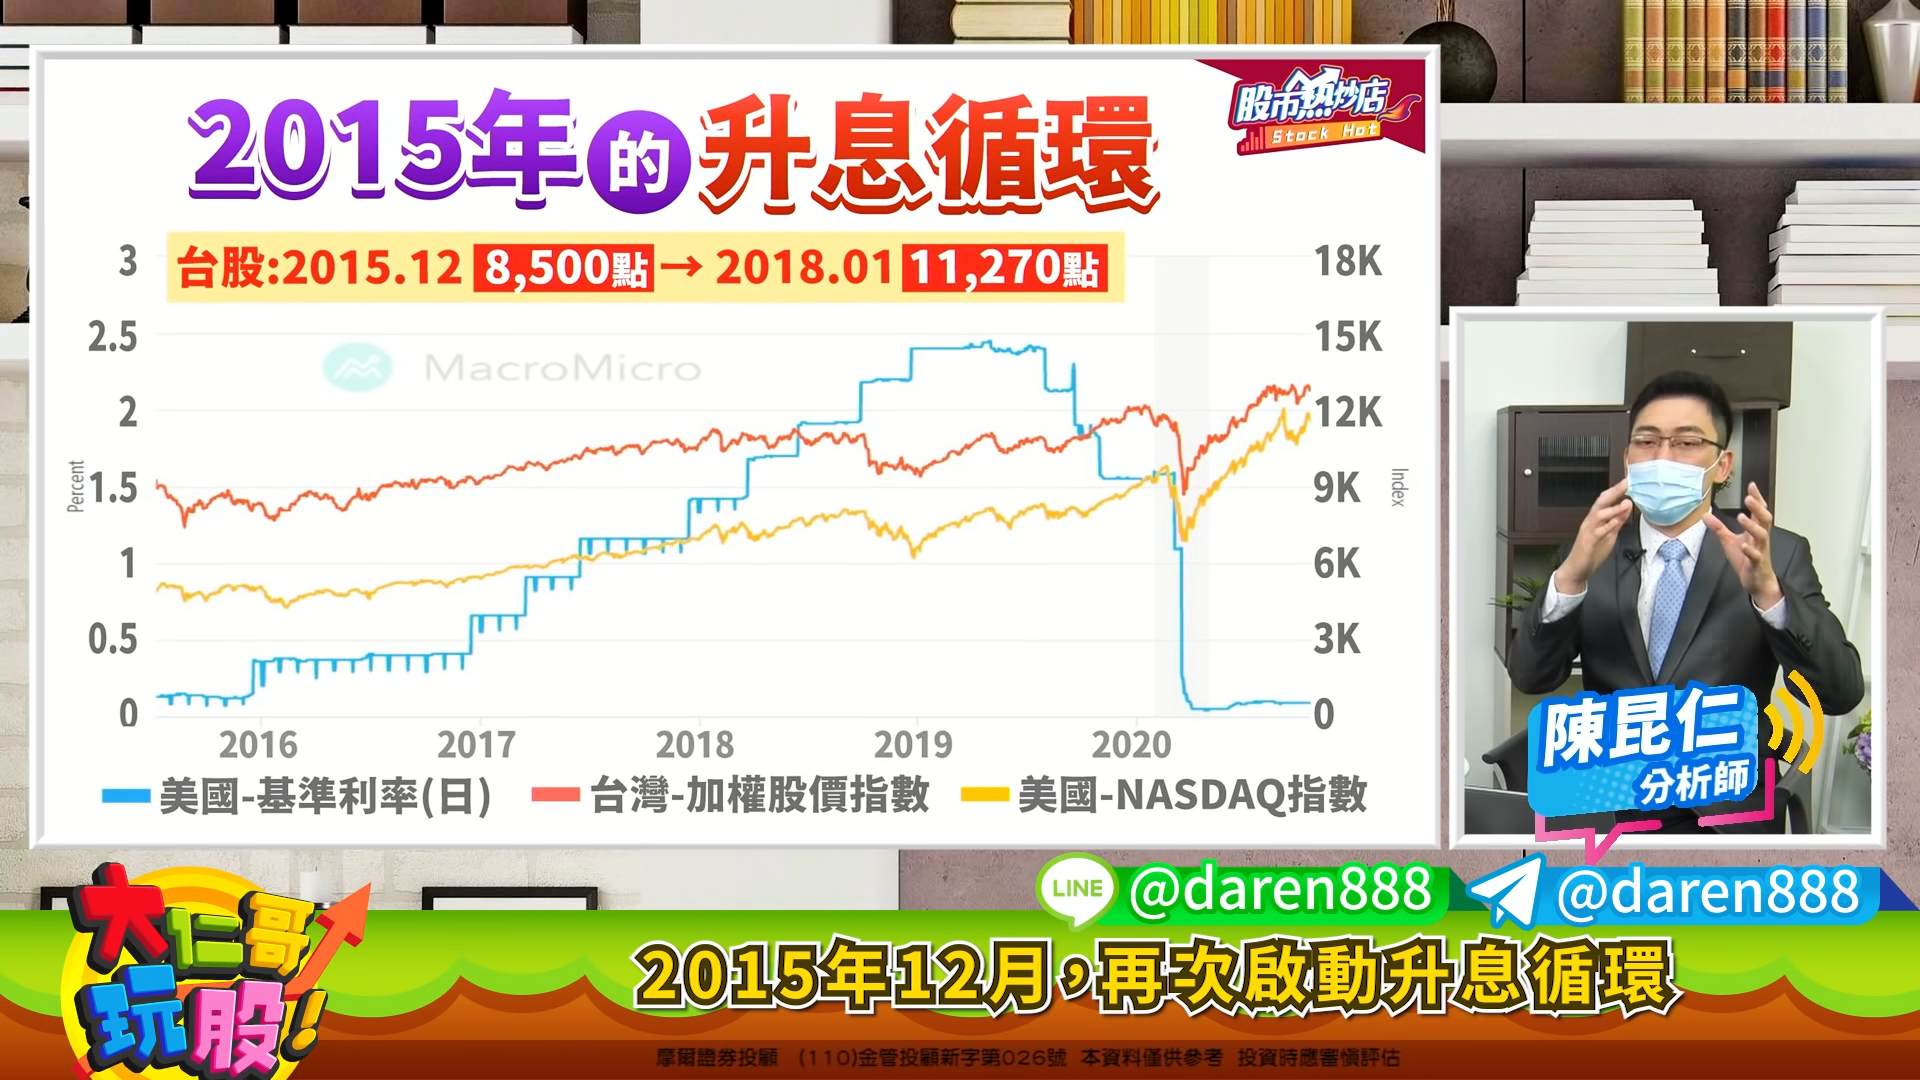 2015年的升息循環
股市熱炒店
Stock Hot
台股:2015.12 8,500點→ 2018.01 11,270點
3
2.5
2
1.5
1
0.5
0
Percent
MacroMicro
18K
15K
12K
9K
6K
3K
0
Index
2016 2017 2018 2019 2020
美國-基準利率(日) 台灣-加權股價指數 美國-NASDAQ指數
陳昆仁
分析師
LINE @daren888 @daren888
大仁哥
玩股!
2015年12月,再次啟動升息循環
摩爾證券投顧 (110)金管投顧新字第026號 本資料僅供參考 投資時應審慎評估